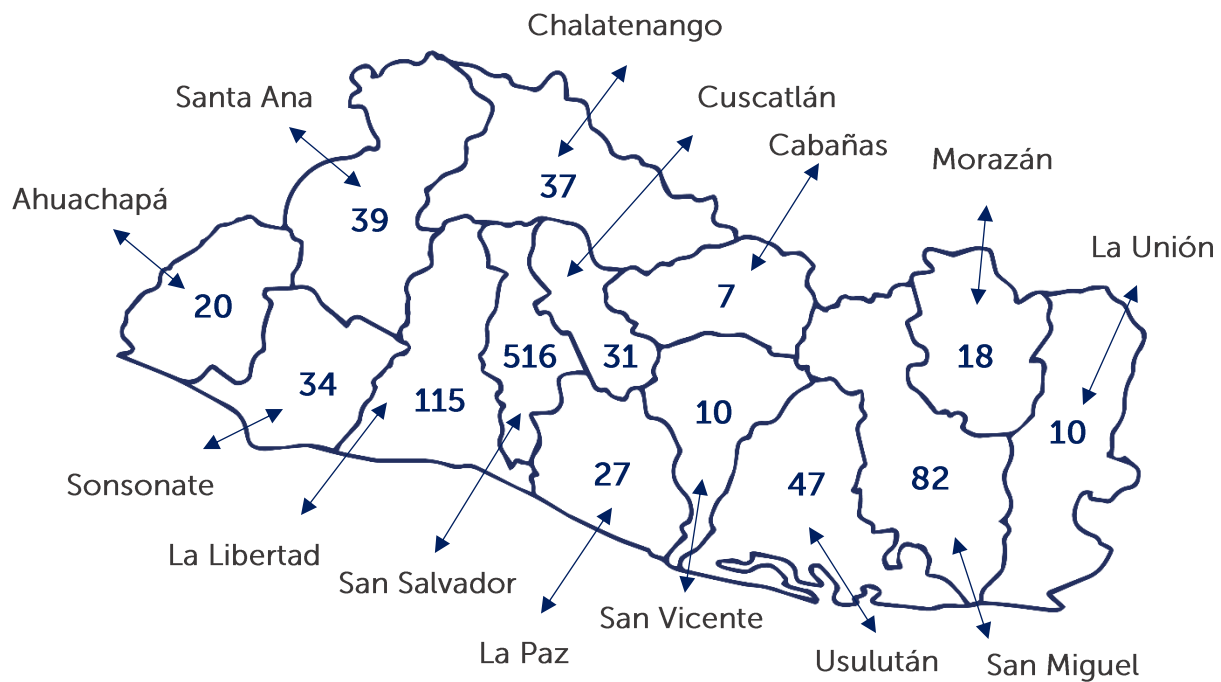 Chalatenango
Santa Ana
Cuscatlán
Cabañas
Morazán
Ahuachapá
La Unión
37
39
20
7
18
516
31
34
115
10
10
27
47
82
Sonsonate
La Libertad
San Salvador
San Vicente
La Paz
Usulután
San Miguel